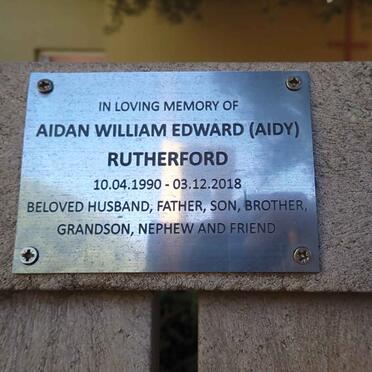 IN LOVING MEMORY OF
AIDAN WILLIAM EDWARD (AIDY)
RUTHERFORD
10.04.1990 - 03.12.2018
BELOVED HUSBAND, FATHER, SON, BROTHER,
GRANDSON, NEPHEW AND FRIEND